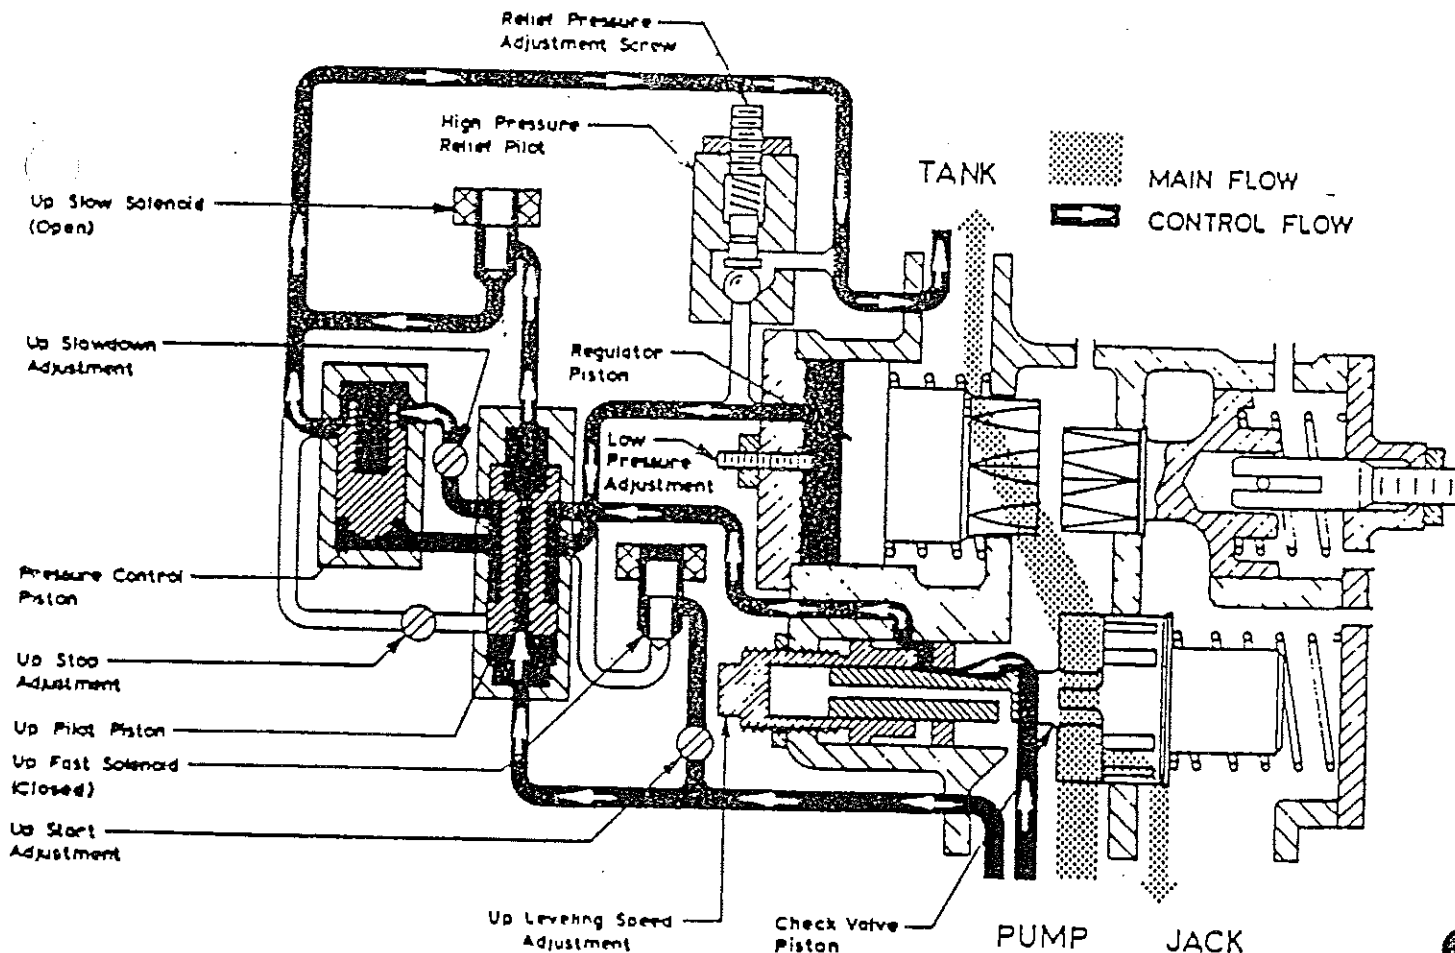 Relief Pressure
Adjustment Screw
High Pressure
Relief Pilot
TANK
MAIN FLOW
CONTROL FLOW
Up Slow Solenoid
(Open)
Up Slowdown
Adjustment
Regulator
Piston
Low
Pressure
Adjustment
Pressure Control
Piston
Up Stop
Adjustment
Up Pilot Piston
Up Fast Solenoid
(Closed)
Up Start
Adjustment
Up Leveling Speed
Adjustment
Check Valve
Piston
PUMP
JACK